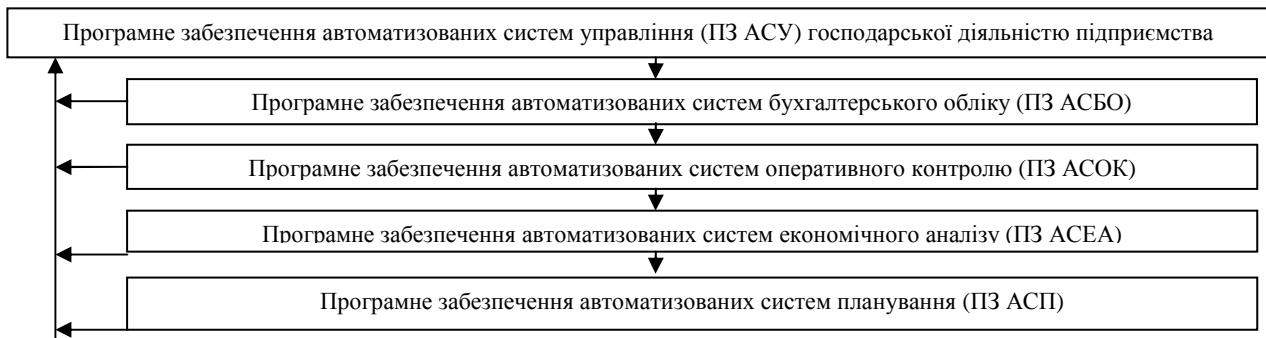 Програмне забезпечення автоматизованих систем управління (ПЗ АСУ) господарської діяльністю підприємства
Програмне забезпечення автоматизованих систем бухгалтерського обліку (ПЗ АСБО)
Програмне забезпечення автоматизованих систем оперативного контролю (ПЗ АСОК)
Програмне забезпечення автоматизованих систем економічного аналізу (ПЗ АСЕА)
Програмне забезпечення автоматизованих систем планування (ПЗ АСП)